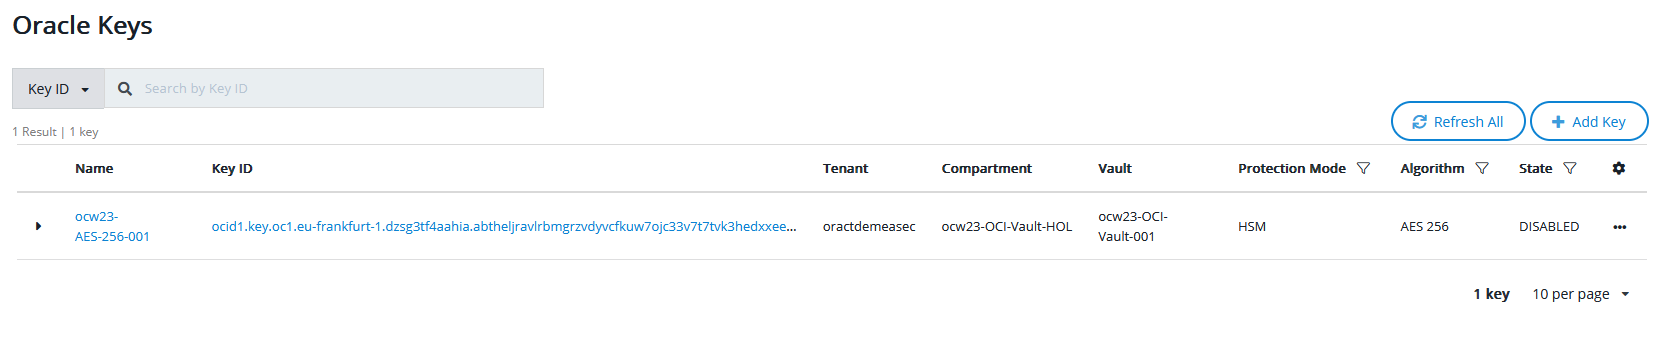 Oracle Keys
Key ID
Search by Key ID
1 Result | 1 key
Refresh All
Add Key
Name Key ID Tenant Compartment Vault Protection Mode Algorithm State
ocw23-AES-256-001 ocid1.key.oc1.eu-frankfurt-1.dzsg3tf4aahia.abtheljravlrbmgrzvdyvcfkuw7ojc33v7t7tvk3hedxxee... oractdemeasec ocw23-OCI-Vault-HOL ocw23-OCI-Vault-001 HSM AES 256 DISABLED
1 key 10 per page